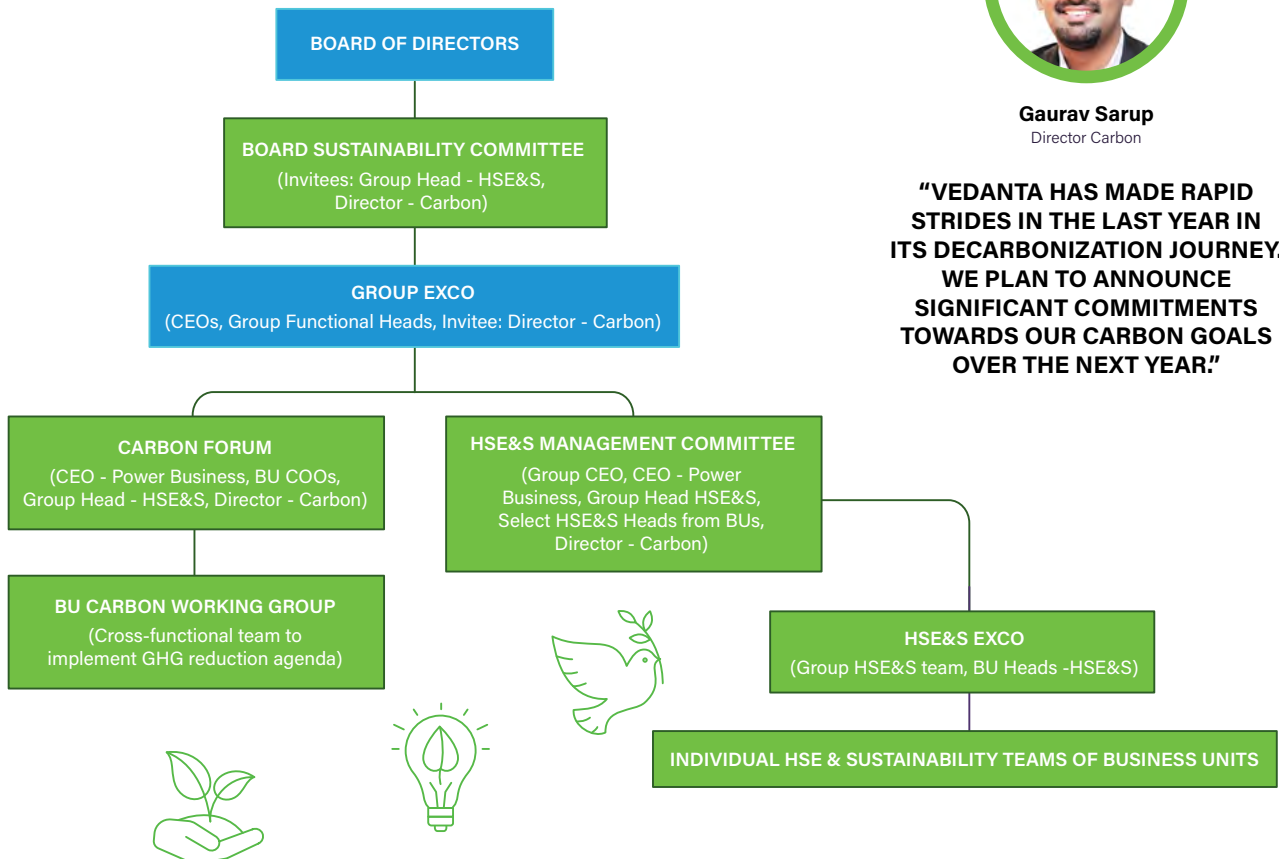 BOARD OF DIRECTORS
BOARD SUSTAINABILITY COMMITTEE
(Invitees: Group Head - HSE&S,
Director - Carbon)
GROUP EXCO
(CEOs, Group Functional Heads, Invitee: Director - Carbon)
CARBON FORUM
(CEO - Power Business, BU COOs,
Group Head - HSE&S, Director - Carbon)
HSE&S MANAGEMENT COMMITTEE
(Group CEO, CEO - Power
Business, Group Head HSE&S,
Select HSE&S Heads from BUs,
Director - Carbon)
BU CARBON WORKING GROUP
(Cross-functional team to
implement GHG reduction agenda)
HSE&S EXCO
(Group HSE&S team, BU Heads -HSE&S)
INDIVIDUAL HSE & SUSTAINABILITY TEAMS OF BUSINESS UNITS
Gaurav Sarup
Director Carbon
“VEDANTA HAS MADE RAPID
STRIDES IN THE LAST YEAR IN
ITS DECARBONIZATION JOURNEY.
WE PLAN TO ANNOUNCE
SIGNIFICANT COMMITMENTS
TOWARDS OUR CARBON GOALS
OVER THE NEXT YEAR.”